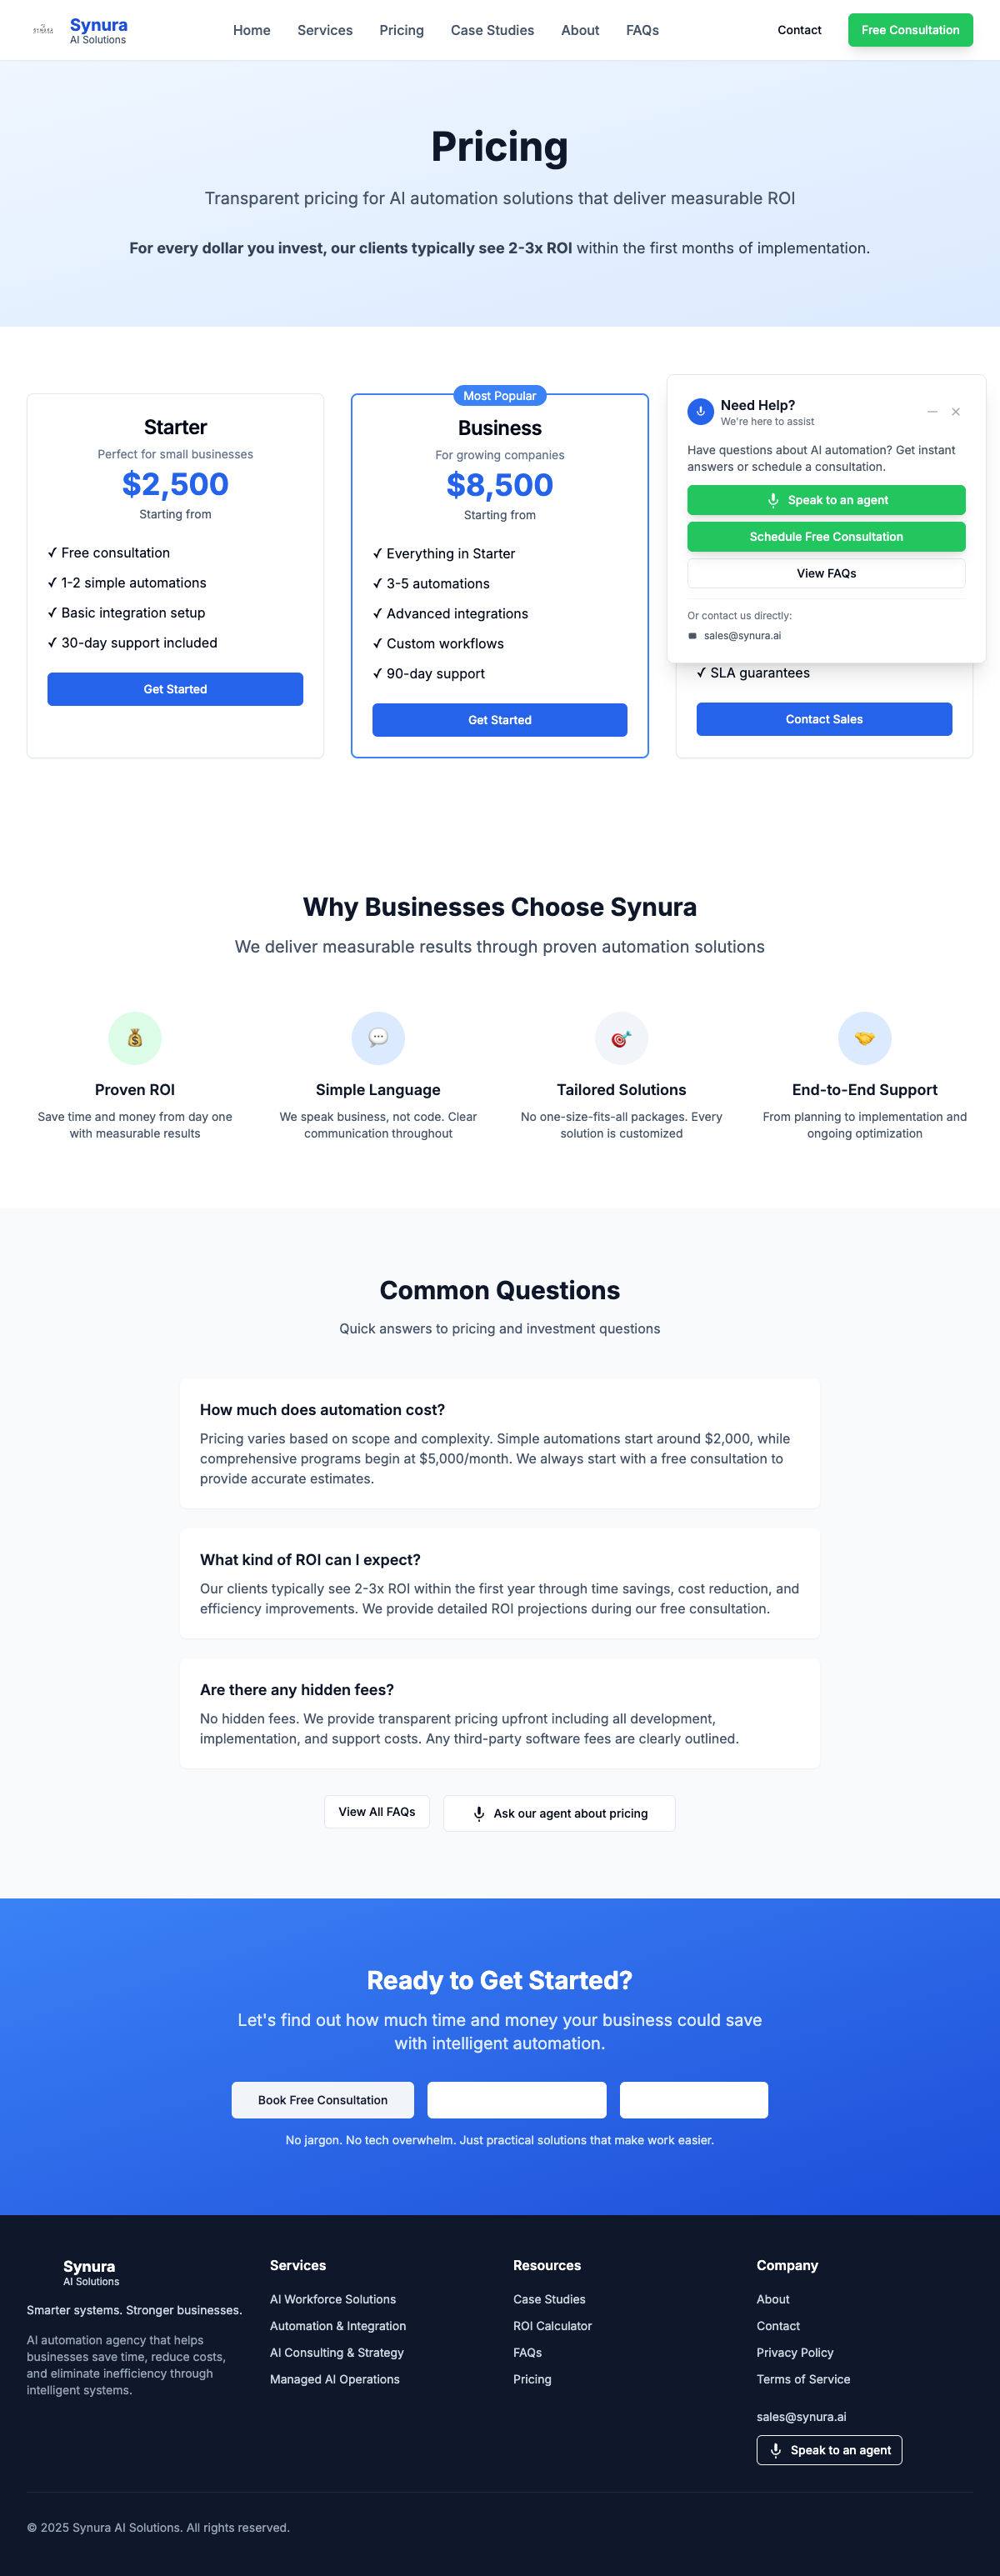 Synura
AI Solutions
Home Services Pricing Case Studies About FAQs
Contact
Free Consultation
Pricing
Transparent pricing for AI automation solutions that deliver measurable ROI
For every dollar you invest, our clients typically see 2-3x ROI within the first months of implementation.
Starter
Perfect for small businesses
$2,500
Starting from
✓ Free consultation
✓ 1-2 simple automations
✓ Basic integration setup
✓ 30-day support included
Get Started
Most Popular
Business
For growing companies
$8,500
Starting from
✓ Everything in Starter
✓ 3-5 automations
✓ Advanced integrations
✓ Custom workflows
✓ 90-day support
Get Started
Need Help?
We're here to assist
Have questions about AI automation? Get instant
answers or schedule a consultation.
Speak to an agent
Schedule Free Consultation
View FAQs
Or contact us directly:
sales@synura.ai
✓ SLA guarantees
Contact Sales
Why Businesses Choose Synura
We deliver measurable results through proven automation solutions
Proven ROI
Save time and money from day one
with measurable results
Simple Language
We speak business, not code. Clear
communication throughout
Tailored Solutions
No one-size-fits-all packages. Every
solution is customized
End-to-End Support
From planning to implementation and
ongoing optimization
Common Questions
Quick answers to pricing and investment questions
How much does automation cost?
Pricing varies based on scope and complexity. Simple automations start around $2,000, while
comprehensive programs begin at $5,000/month. We always start with a free consultation to
provide accurate estimates.
What kind of ROI can I expect?
Our clients typically see 2-3x ROI within the first year through time savings, cost reduction, and
efficiency improvements. We provide detailed ROI projections during our free consultation.
Are there any hidden fees?
No hidden fees. We provide transparent pricing upfront including all development,
implementation, and support costs. Any third-party software fees are clearly outlined.
View All FAQs
Ask our agent about pricing
Ready to Get Started?
Let's find out how much time and money your business could save
with intelligent automation.
Book Free Consultation
No jargon. No tech overwhelm. Just practical solutions that make work easier.
Synura
AI Solutions
Smarter systems. Stronger businesses.
AI automation agency that helps
businesses save time, reduce costs,
and eliminate inefficiency through
intelligent systems.
Services
AI Workforce Solutions
Automation & Integration
AI Consulting & Strategy
Managed AI Operations
Resources
Case Studies
ROI Calculator
FAQs
Pricing
Company
About
Contact
Privacy Policy
Terms of Service
sales@synura.ai
Speak to an agent
© 2025 Synura AI Solutions. All rights reserved.